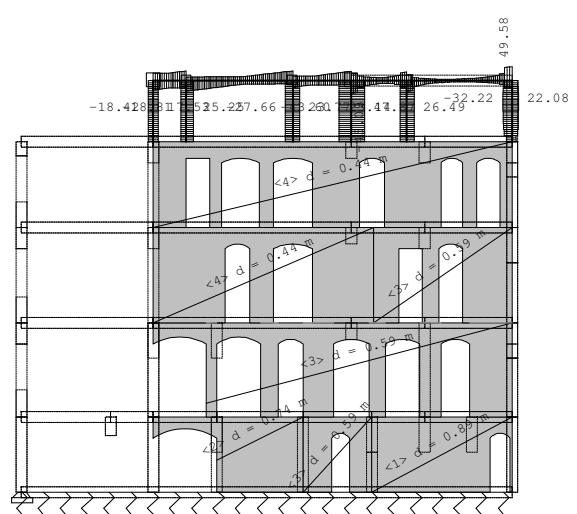 49.58
-32.22
22.08
-18.42
26.49
<4> d = 0.44 m
<4> d = 0.44 m
<3> d = 0.59 m
<3> d = 0.59 m
<2> d = 0.74 m
<3> d = 0.59 m
<1> d = 0.89 m